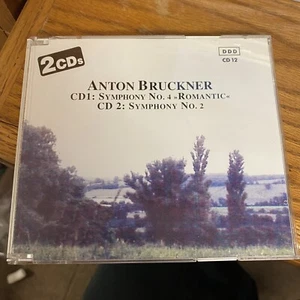 2CDs
DDD
CD 12
ANTON BRUCKNER
CD1: SYMPHONY NO. 4 »ROMANTIC«
CD 2: SYMPHONY NO. 2